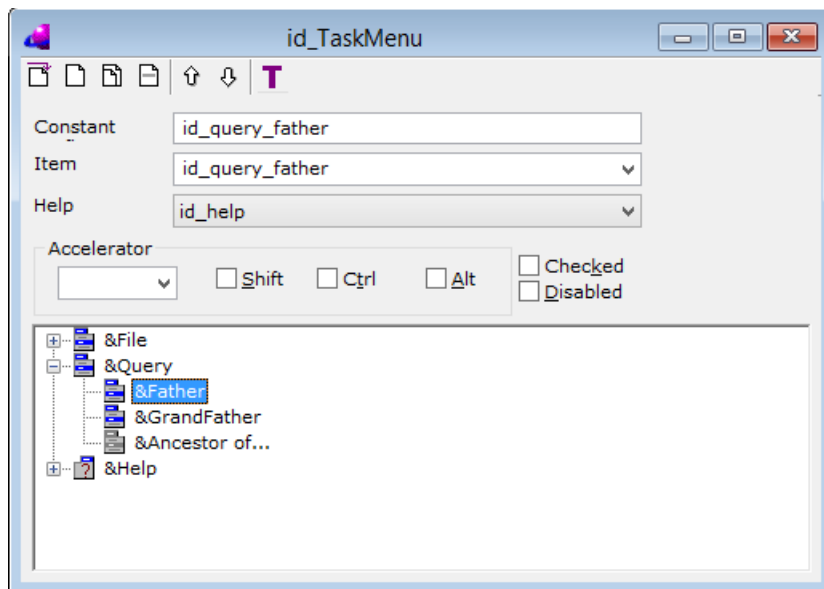 id_TaskMenu
T
Constant
id_query_father
Item
id_query_father
Help
id_help
Accelerator
Shift
Ctrl
Alt
Checked
Disabled
&File
&Query
&Father
&GrandFather
&Ancestor of...
&Help